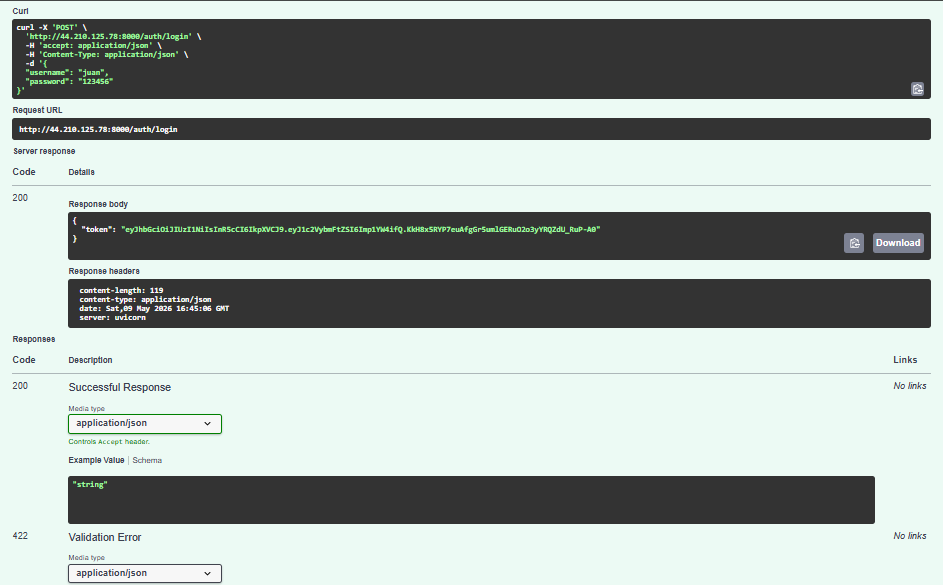 Curl
curl -X 'POST' \
'http://44.210.125.78:8000/auth/login' \
-H 'accept: application/json' \
-H 'Content-Type: application/json' \
-d '{
"username": "juan",
"password": "123456"
}'
Request URL
http://44.210.125.78:8000/auth/login
Server response
Code Details
200
Response body
{
"token": "eyJhbGciOiJIUzI1NiIsInR5cCI6IkpXVCJ9.eyJ1c2VybmFtZSI6Imp1YW4ifQ.KkH8x5RYP7euAfgGr5umlGERuO2o3yYRQZdU_RuP-A0"
}
Download
Response headers
content-length: 119
content-type: application/json
date: Sat,09 May 2026 16:45:06 GMT
server: uvicorn
Responses
Code Description Links
200 Successful Response No links
Media type
application/json
Controls Accept header.
Example Value | Schema
"string"
422 Validation Error No links
Media type
application/json